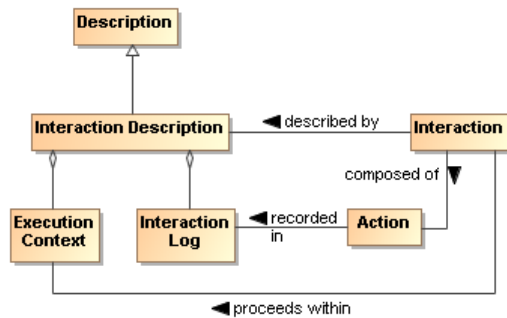 Description
Interaction Description
described by
Interaction
composed of
Execution
Context
Interaction
Log
recorded
in
Action
proceeds within